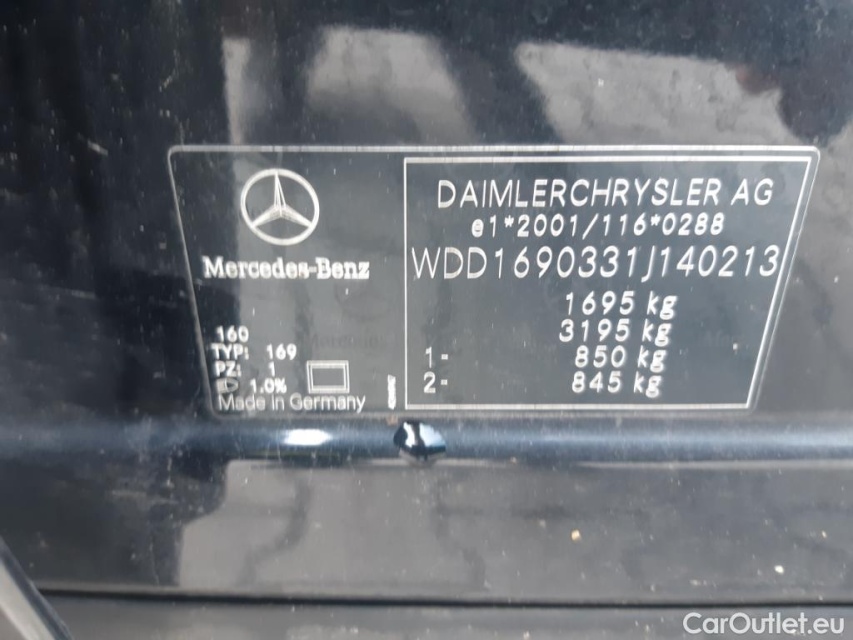 Mercedes-Benz
160
TYP: 169
PZ: 1
1.0%
Made in Germany
DAIMLERCHRYSLER AG
e1*2001/116*0288
WDD1690331J140213
1695 kg
3195 kg
1- 850 kg
2- 845 kg
CarOutlet.eu